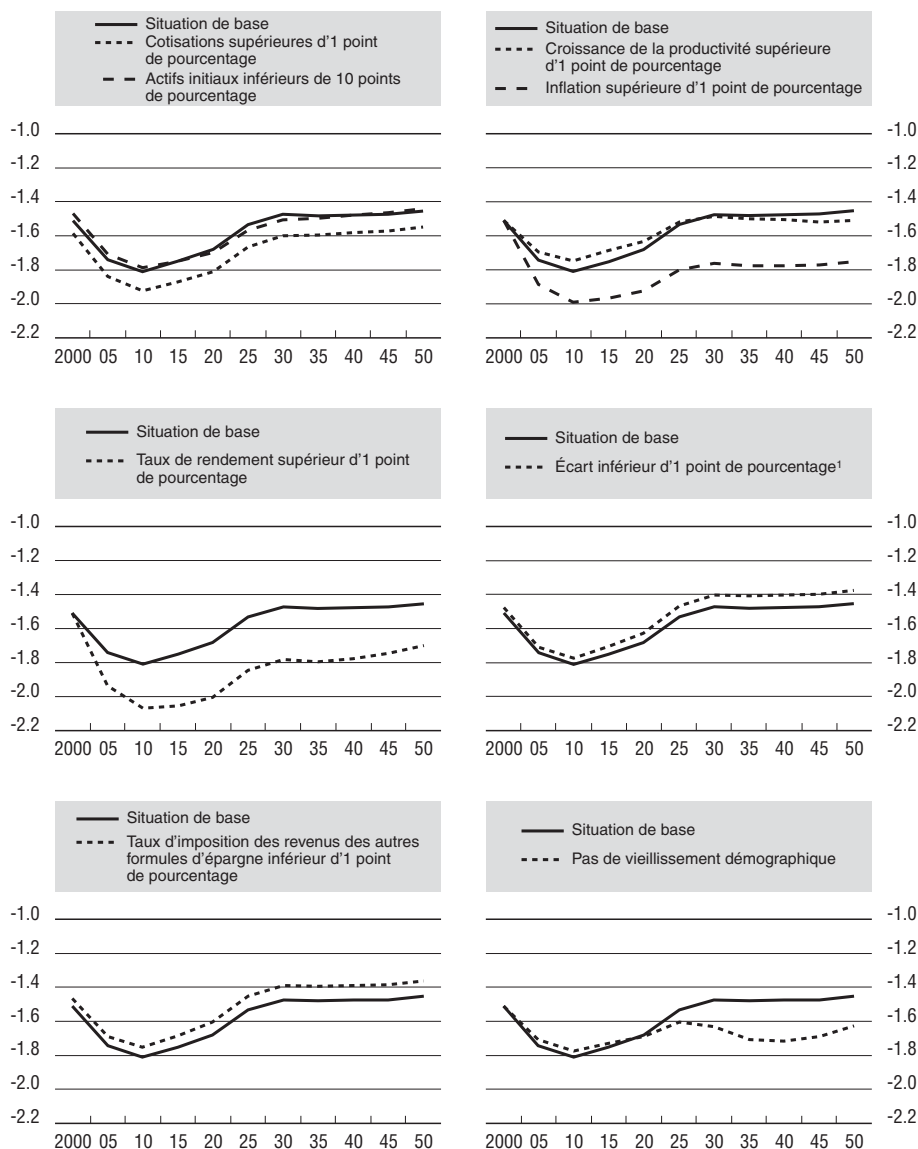 Situation de base
Cotisations supérieures d'1 point
de pourcentage
Actifs initiaux inférieurs de 10 points
de pourcentage
-1.0
-1.2
-1.4
-1.6
-1.8
-2.0
-2.2
2000 05 10 15 20 25 30 35 40 45 50
Situation de base
Croissance de la productivité supérieure
d'1 point de pourcentage
Inflation supérieure d'1 point de pourcentage
-1.0
-1.2
-1.4
-1.6
-1.8
-2.0
-2.2
2000 05 10 15 20 25 30 35 40 45 50
Situation de base
Taux de rendement supérieur d'1 point
de pourcentage
-1.0
-1.2
-1.4
-1.6
-1.8
-2.0
-2.2
2000 05 10 15 20 25 30 35 40 45 50
Situation de base
Écart inférieur d'1 point de pourcentage¹
-1.0
-1.2
-1.4
-1.6
-1.8
-2.0
-2.2
2000 05 10 15 20 25 30 35 40 45 50
Situation de base
Taux d'imposition des revenus des autres
formules d'épargne inférieur d'1 point
de pourcentage
-1.0
-1.2
-1.4
-1.6
-1.8
-2.0
-2.2
2000 05 10 15 20 25 30 35 40 45 50
Situation de base
Pas de vieillissement démographique
-1.0
-1.2
-1.4
-1.6
-1.8
-2.0
-2.2
2000 05 10 15 20 25 30 35 40 45 50